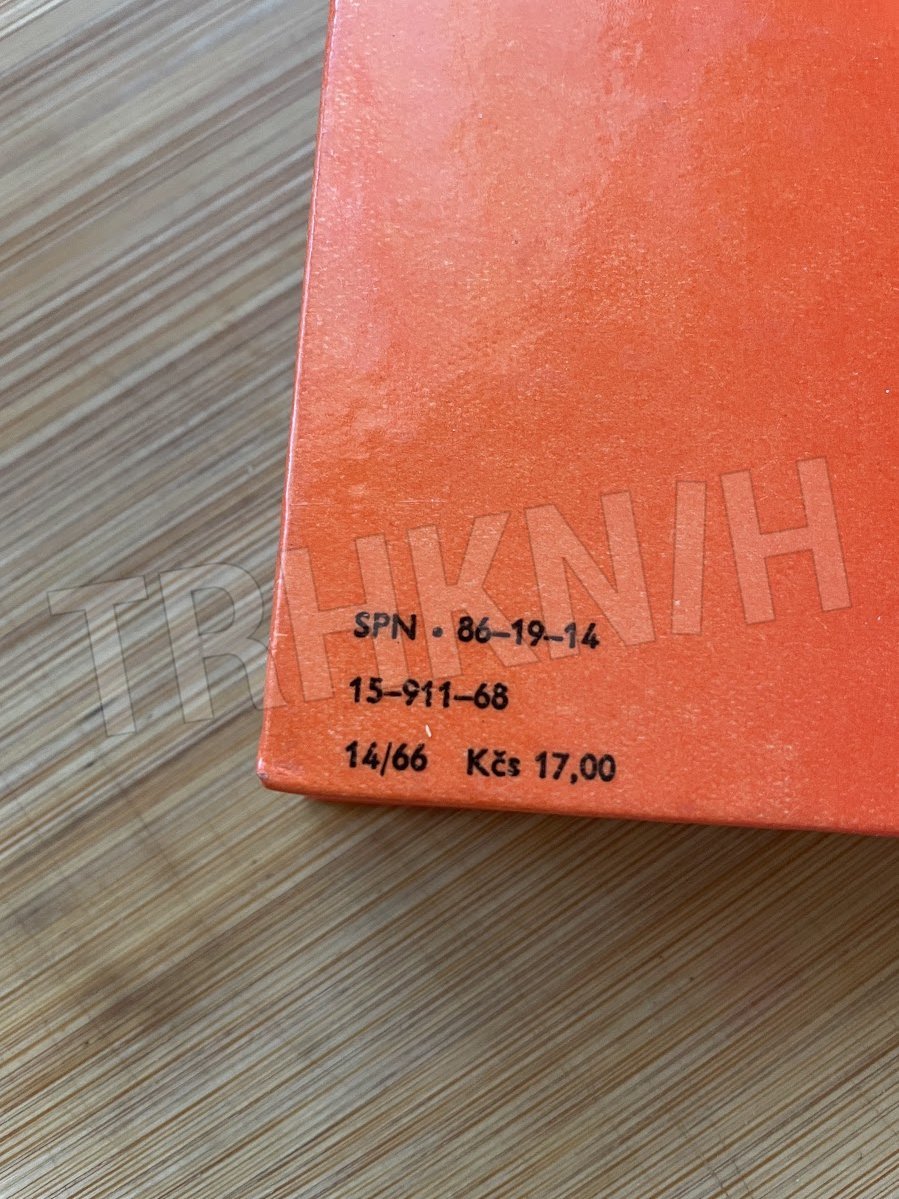 TRHKNIH
SPN • 86–19–14
15–911–68
14/66 Kčs 17,00